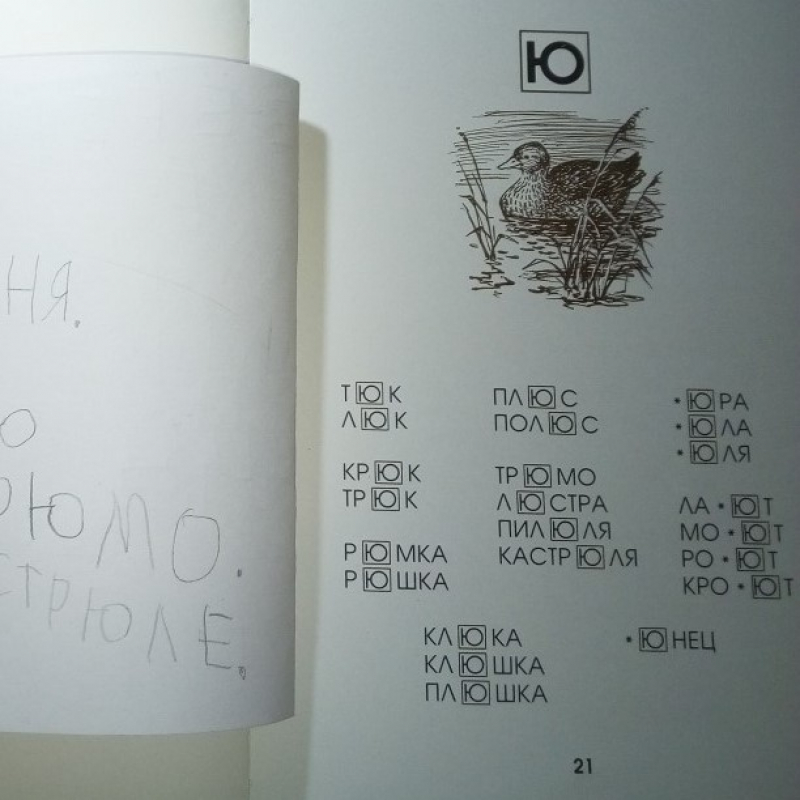 НЯ.
Ю
РЮМО.
СТРЮЛЕ.
Ю
ТЮК
ЛЮК
КРЮК
ТРЮК
РЮМКА
РЮШКА
ПЛЮС
ПОЛЮС
ТРЮМО
ЛЮСТРА
ПИЛЮЛЯ
КАСТРЮЛЯ
• ЮРА
• ЮЛА
• ЮЛЯ
ЛА • ЮТ
МО • ЮТ
РО • ЮТ
КРО • ЮТ
КЛЮКА
КЛЮШКА
ПЛЮШКА
• ЮНЕЦ
21